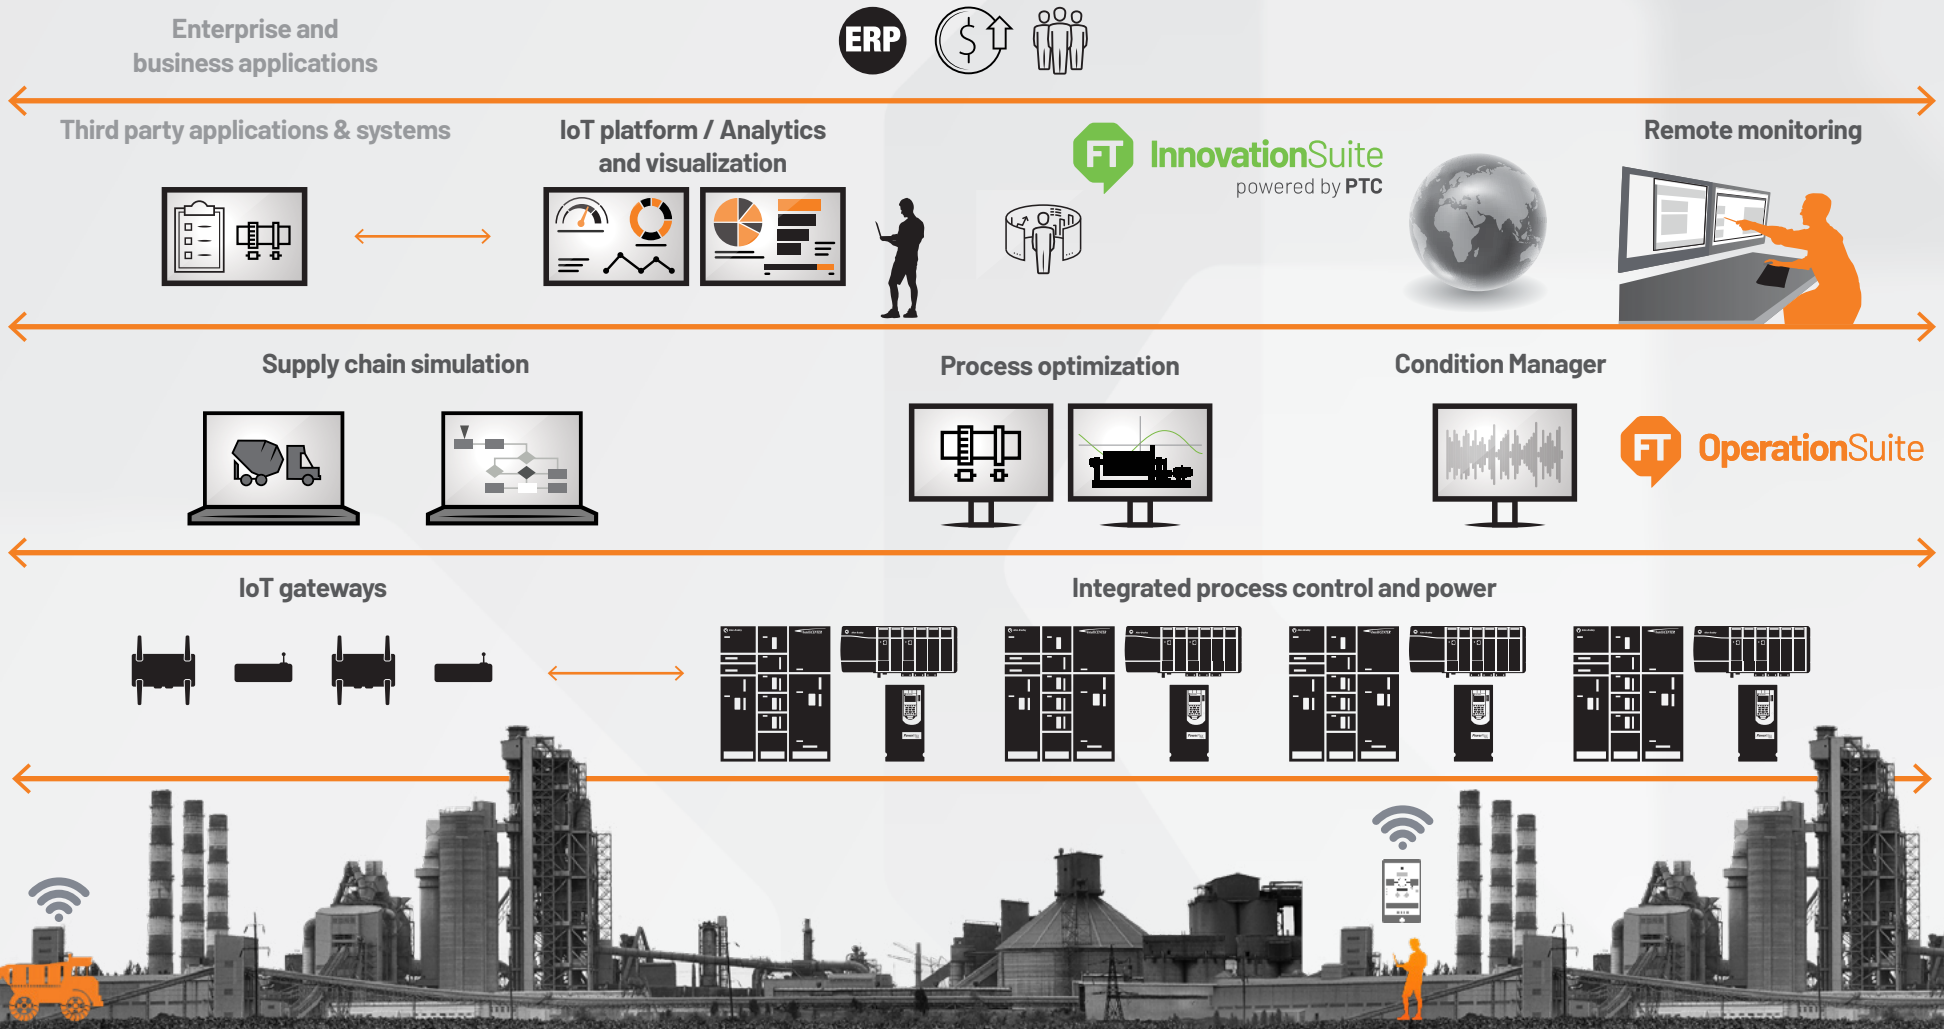 Enterprise and
business applications
ERP
$
Third party applications & systems
IoT platform / Analytics
and visualization
FT InnovationSuite
powered by PTC
Remote monitoring
Supply chain simulation
Process optimization
Condition Manager
FT OperationSuite
IoT gateways
Integrated process control and power